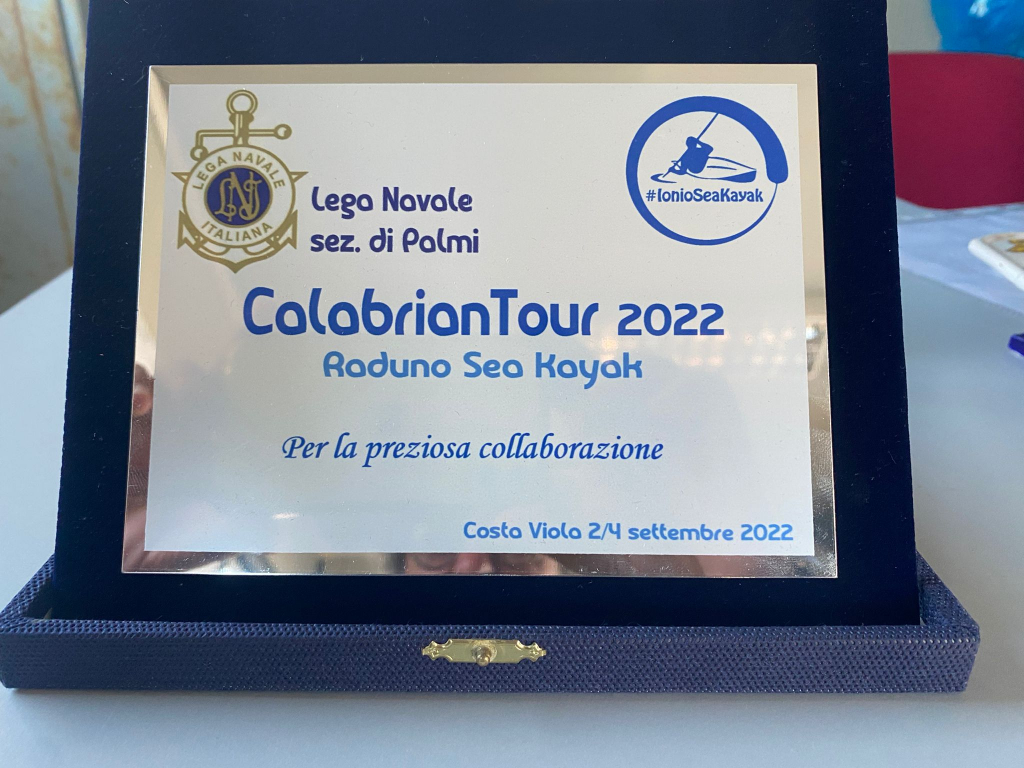 LEGA NAVALE
LNI
ITALIANA
Lega Navale
sez. di Palmi
#IonioSeaKayak
CalabrianTour 2022
Raduno Sea Kayak
Per la preziosa collaborazione
Costa Viola 2/4 settembre 2022